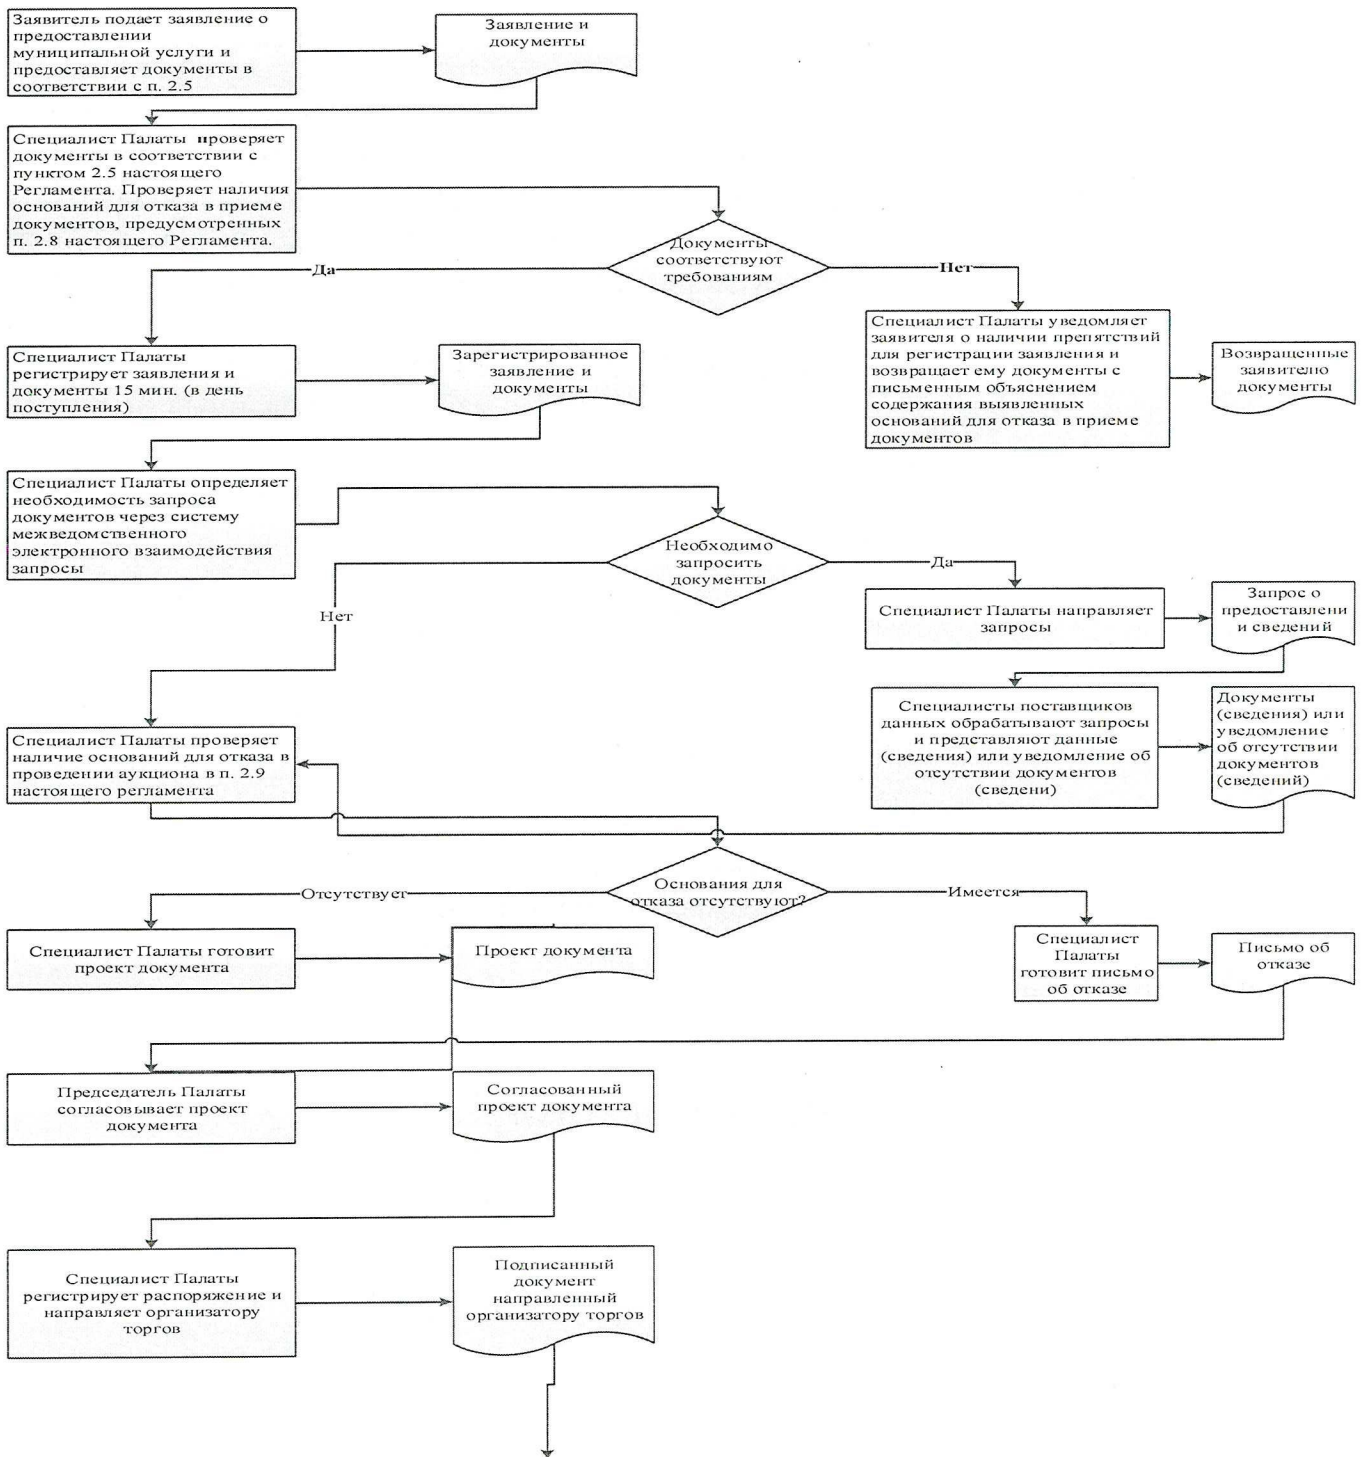 Заявитель подает заявление о
предоставлении
муниципальной услуги и
предоставляет документы в
соответствии с п. 2.5
Заявление и
документы
Специалист Палаты проверяет
документы в соответствии с
пунктом 2.5 настоящего
Регламента. Проверяет наличия
оснований для отказа в приеме
документов, предусмотренных
п. 2.8 настоящего Регламента.
Документы
соответствуют
требованиям
Да
Нет
Специалист Палаты
регистрирует заявления и
документы 15 мин. (в день
поступления)
Зарегистрированное
заявление и
документы
Специалист Палаты уведомляет
заявителя о наличии препятствий
для регистрации заявления и
возвращает ему документы с
письменным объяснением
содержания выявленных
оснований для отказа в приеме
документов
Возвращенные
заявителю
документы
Специалист Палаты определяет
необходимость запроса
документов через систему
межведомственного
электронного взаимодействия
запросы
Необходимо
запросить
документы
Да
Нет
Специалист Палаты направляет
запросы
Запрос о
предоставлени
и сведений
Специалисты поставщиков
данных обрабатывают запросы
и представляют данные
(сведения) или уведомление об
отсутствии документов
(сведени)
Документы
(сведения) или
уведомление
об отсутствии
документов
(сведений)
Специалист Палаты проверяет
наличие оснований для отказа в
проведении аукциона в п. 2.9
настоящего регламента
Основания для
отказа отсутствуют?
Отсутствует
Имеется
Специалист Палаты готовит
проект документа
Проект документа
Специалист
Палаты
готовит письмо
об отказе
Письмо об
отказе
Председатель Палаты
согласовывает проект
документа
Согласованный
проект документа
Специалист Палаты
регистрирует распоряжение и
направляет организатору
торгов
Подписанный
документ
направленный
организатору торгов